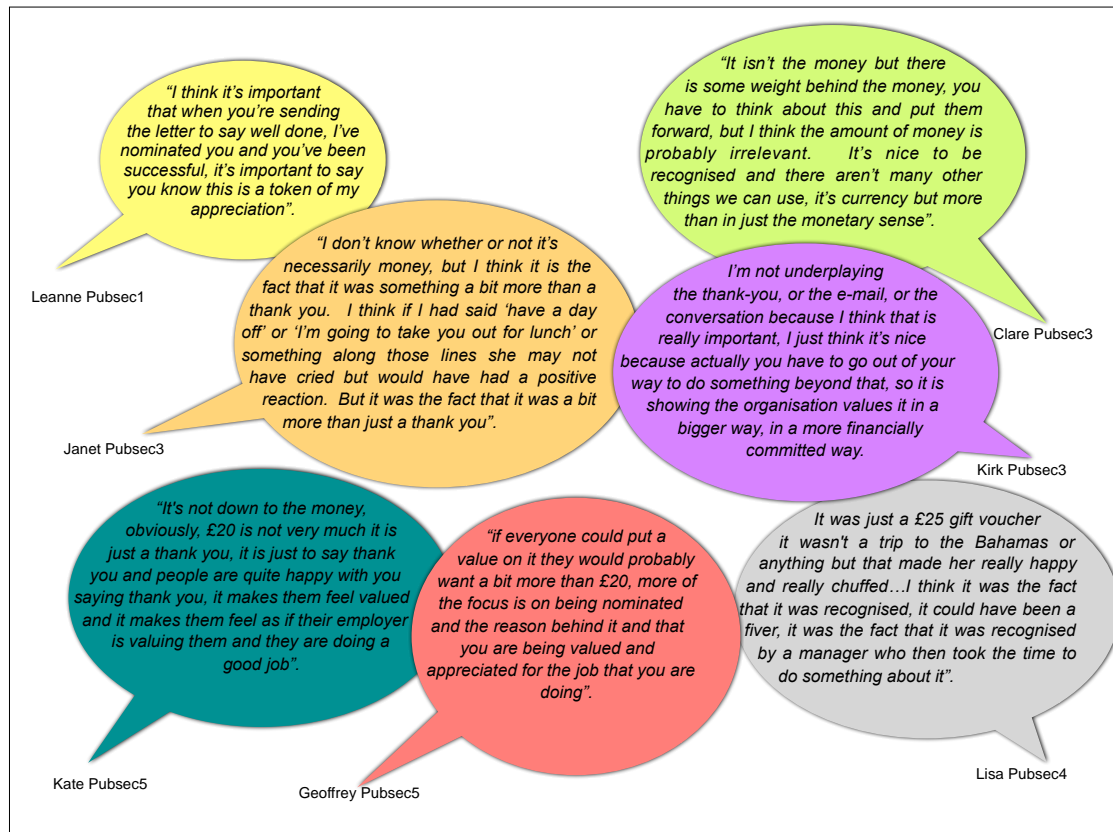 “I think it’s important
that when you’re sending
the letter to say well done, I’ve
nominated you and you’ve been
successful, it’s important to say
you know this is a token of my
appreciation”.
Leanne Pubsec1
“It isn’t the money but there
is some weight behind the money, you
have to think about this and put them
forward, but I think the amount of money is
probably irrelevant. It’s nice to be
recognised and there aren’t many other
things we can use, it’s currency but more
than in just the monetary sense”.
Clare Pubsec3
“I don’t know whether or not it’s
necessarily money, but I think it is the
fact that it was something a bit more than a
thank you. I think if I had said ‘have a day
off’ or ‘I’m going to take you out for lunch’ or
something along those lines she may not
have cried but would have had a positive
reaction. But it was the fact that it was a bit
more than just a thank you”.
Janet Pubsec3
I’m not underplaying
the thank-you, or the e-mail, or the
conversation because I think that is
really important, I just think it’s nice
because actually you have to go out of your
way to do something beyond that, so it is
showing the organisation values it in a
bigger way, in a more financially
committed way.
Kirk Pubsec3
“It's not down to the money,
obviously, £20 is not very much it is
just a thank you, it is just to say thank
you and people are quite happy with you
saying thank you, it makes them feel valued
and it makes them feel as if their employer
is valuing them and they are doing a
good job”.
Kate Pubsec5
“if everyone could put a
value on it they would probably
want a bit more than £20, more of
the focus is on being nominated
and the reason behind it and that
you are being valued and
appreciated for the job that you are
doing”.
Geoffrey Pubsec5
It was just a £25 gift voucher
it wasn't a trip to the Bahamas or
anything but that made her really happy
and really chuffed…I think it was the fact
that it was recognised, it could have been a
fiver, it was the fact that it was recognised
by a manager who then took the time to
do something about it”.
Lisa Pubsec4